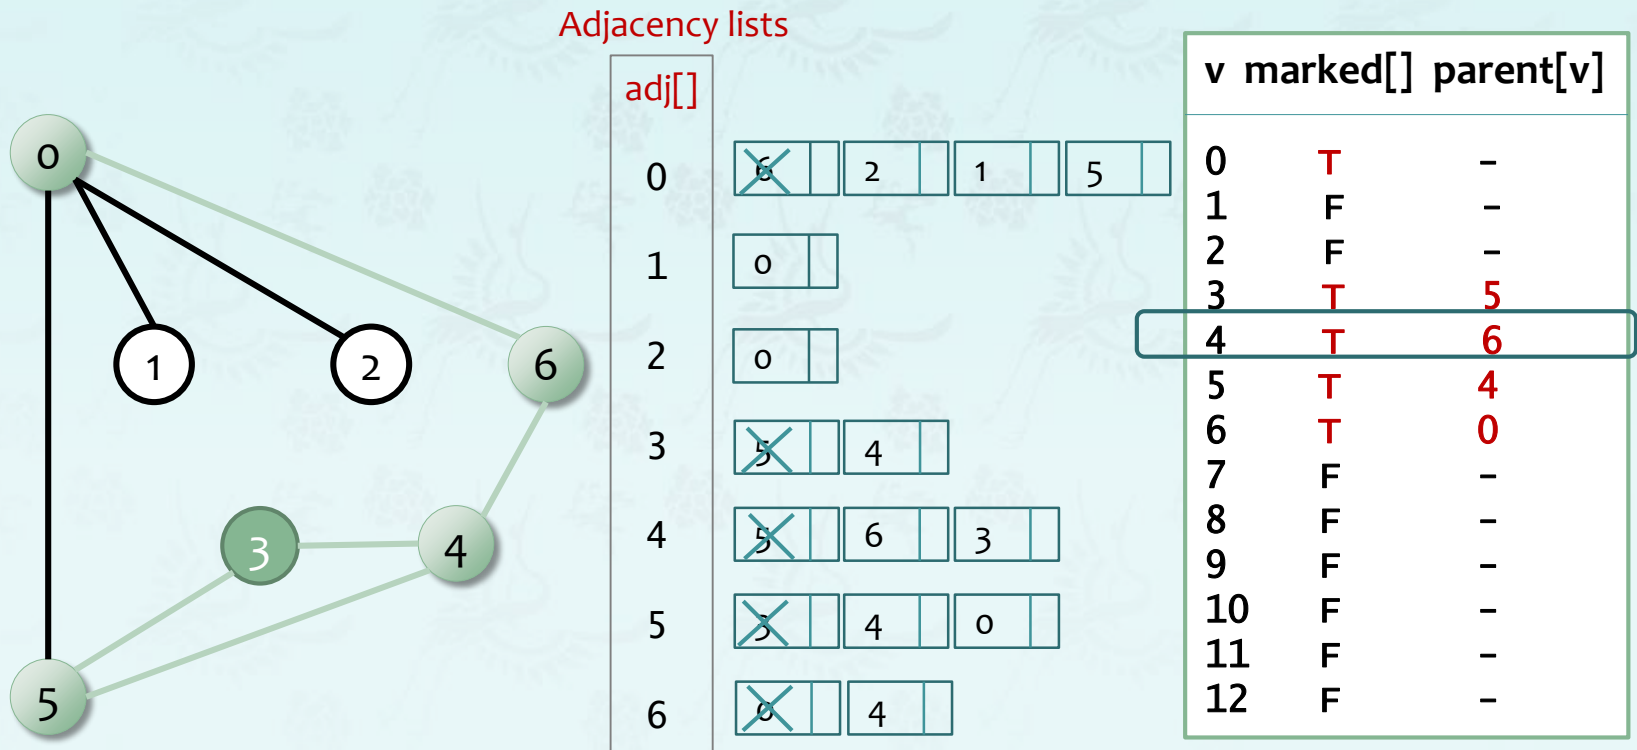 Adjacency lists
adj[]
0 6 2 1 5
1 0
2 0
3 5 4
4 5 6 3
5 3 4 0
6 0 4
0
1
2
6
3
4
5
v marked[] parent[v]
0 T –
1 F –
2 F –
3 T 5
4 T 6
5 T 4
6 T 0
7 F –
8 F –
9 F –
10 F –
11 F –
12 F –